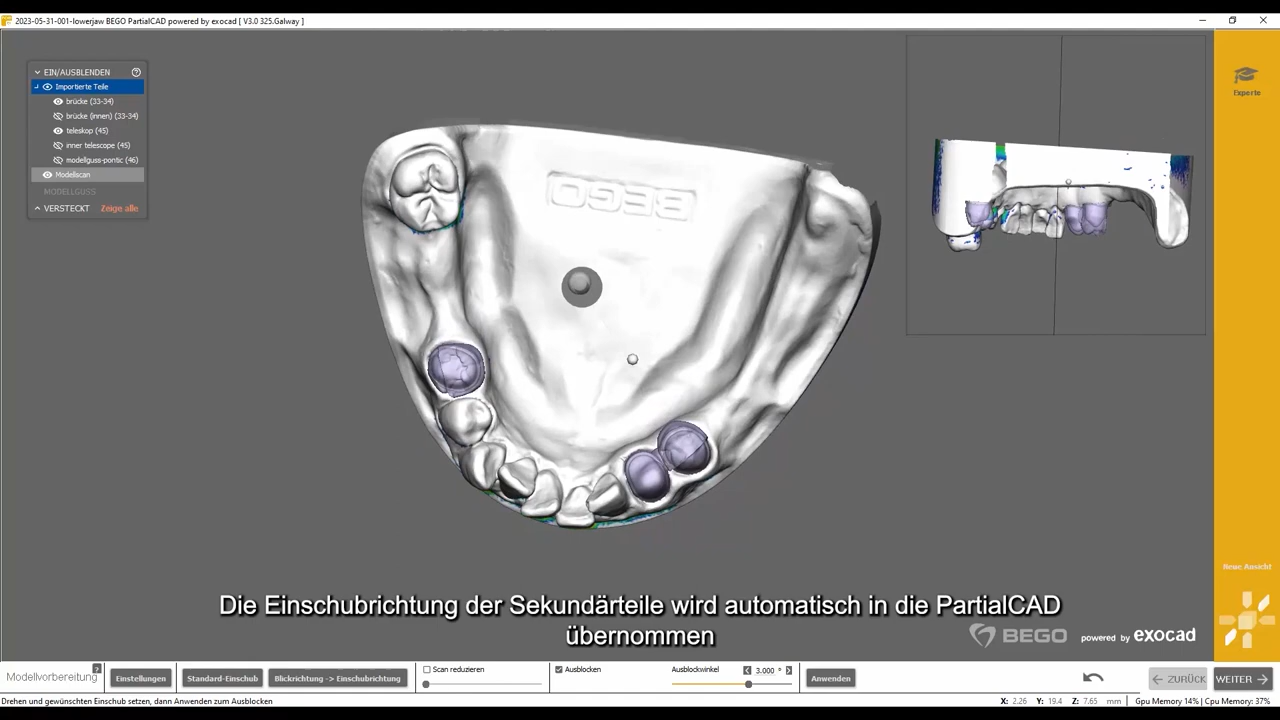 2023-05-31-001-lowerjaw BEGO PartialCAD powered by exocad [ V3.0 325.Galway ]
EIN/AUSBLENDEN ?
Importierte Teile
brücke (33-34)
brücke (innen) (33-34)
teleskop (45)
inner telescope (45)
modellguss-pontic (46)
Modellscan
MODELLGUSS
VERSTECKT Zeige alle
Experte
BEGO
Neue Ansicht
Die Einschubrichtung der Sekundärteile wird automatisch in die PartialCAD
übernommen
BEGO powered by exocad
Modellvorbereitung ? Einstellungen Standard-Einschub Blickrichtung -> Einschubrichtung Scan reduzieren Ausblocken Ausblockwinkel 3.000 ° Anwenden ZURÜCK WEITER
Drehen und gewünschten Einschub setzen, dann Anwenden zum Ausblocken X: 2.26 Y: 19.4 Z: 7.65 mm Gpu Memory 14% | Cpu Memory: 37%